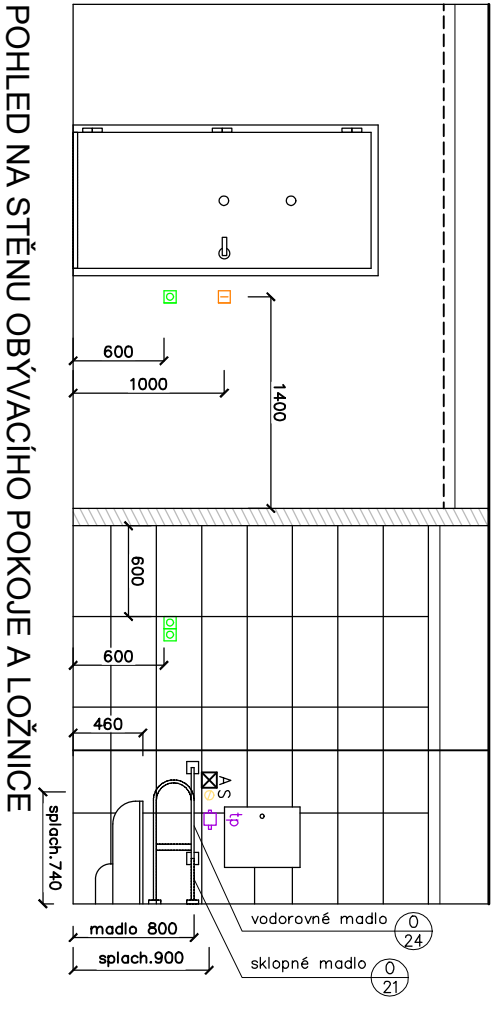 POHLED NA STĚNU OBÝVACÍHO POKOJE A LOŽNICE
600
1000
1400
600
600
460
A
S
tp
splach.740
madlo 800
splach.900
vodorovné madlo
0
24
sklopné madlo
0
21